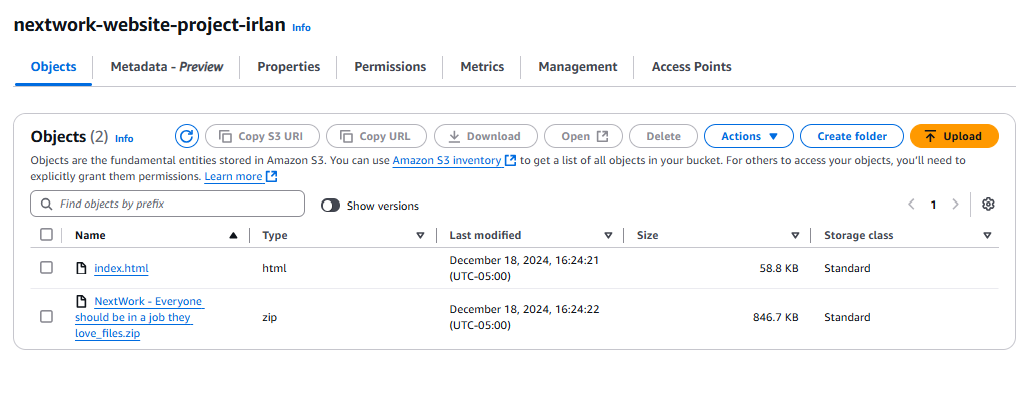 nextwork-website-project-irlan Info
Objects Metadata - Preview Properties Permissions Metrics Management Access Points
Objects (2) Info Copy S3 URI Copy URL Download Open Delete Actions Create folder Upload
Objects are the fundamental entities stored in Amazon S3. You can use Amazon S3 inventory to get a list of all objects in your bucket. For others to access your objects, you'll need to
explicitly grant them permissions. Learn more
Find objects by prefix Show versions 1
Name Type Last modified Size Storage class
index.html html December 18, 2024, 16:24:21 (UTC-05:00) 58.8 KB Standard
NextWork - Everyone should be in a job they love_files.zip zip December 18, 2024, 16:24:22 (UTC-05:00) 846.7 KB Standard